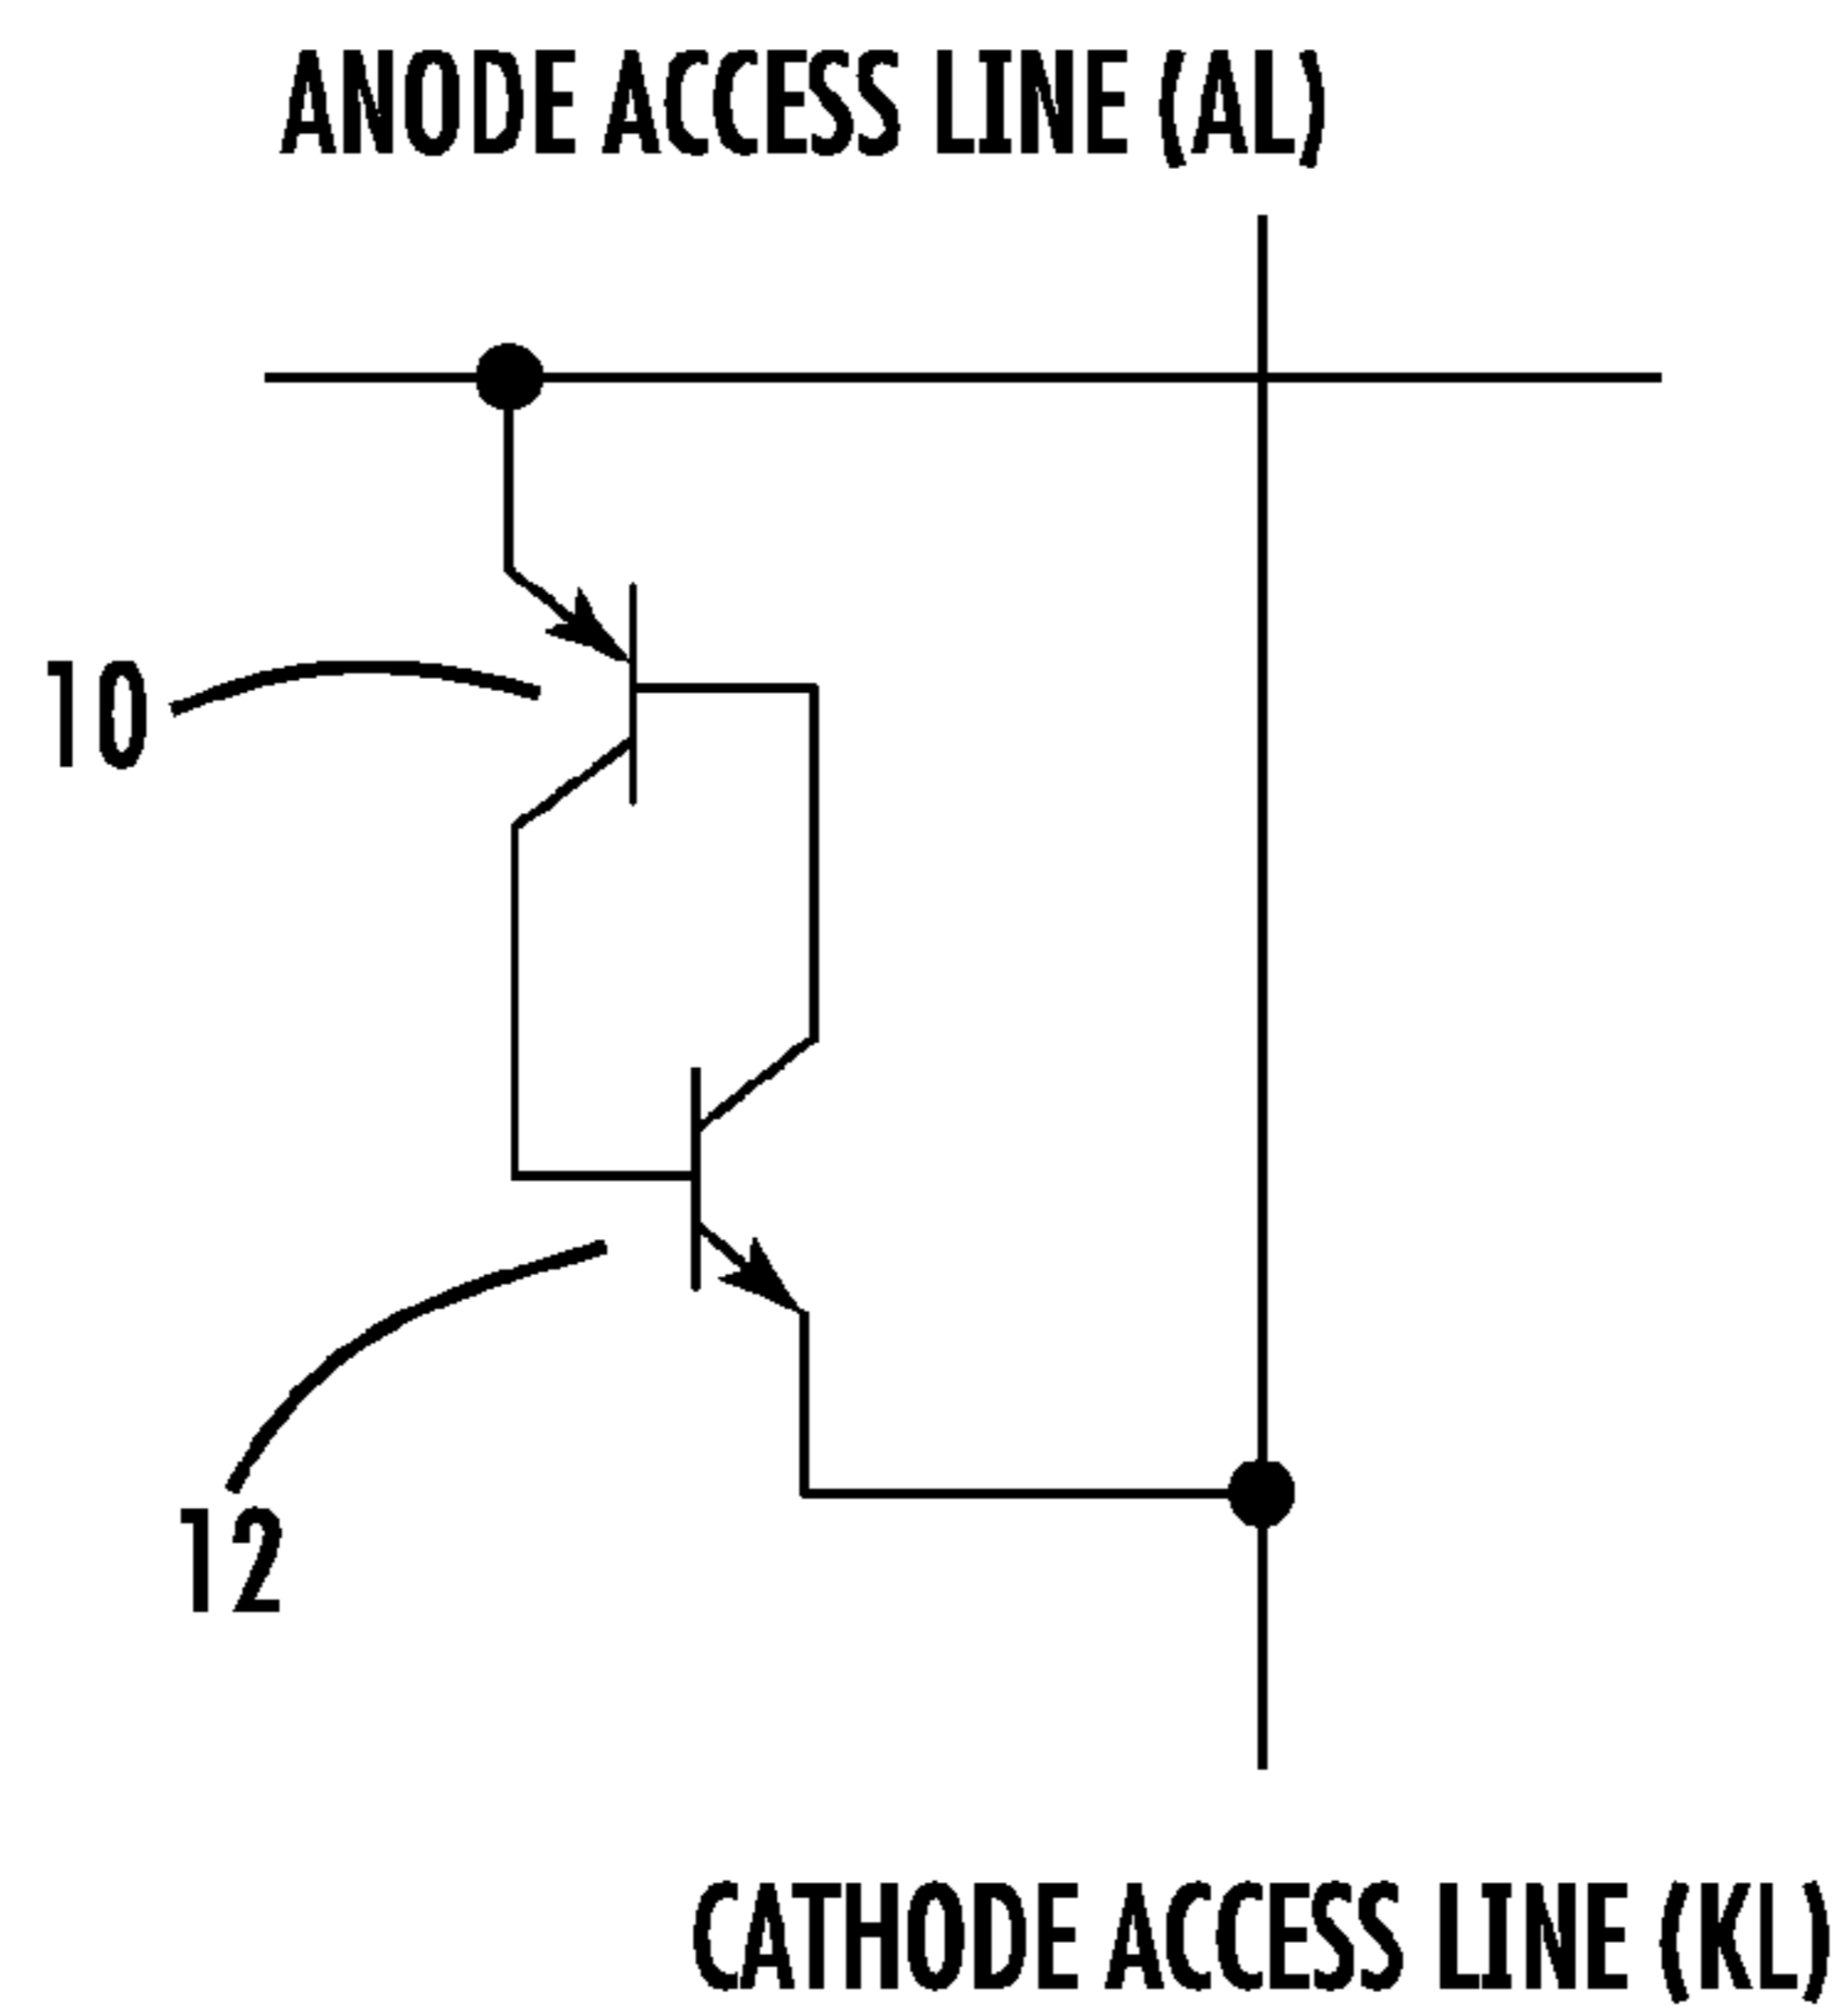 ANODE ACCESS LINE (AL)
10
12
CATHODE ACCESS LINE (KL)